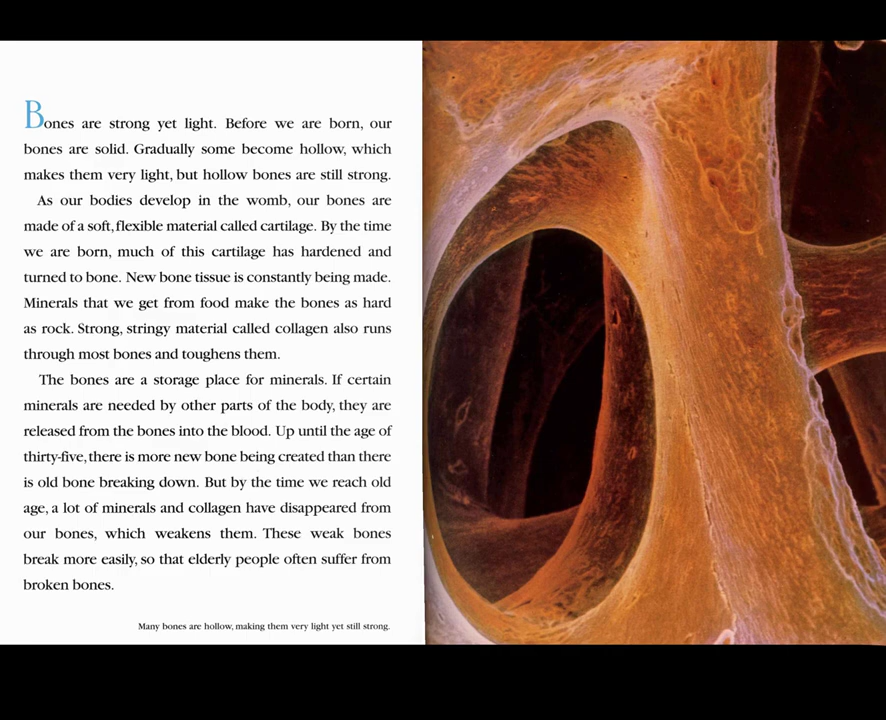 Bones are strong yet light. Before we are born, our
bones are solid. Gradually some become hollow, which
makes them very light, but hollow bones are still strong.
As our bodies develop in the womb, our bones are
made of a soft, flexible material called cartilage. By the time
we are born, much of this cartilage has hardened and
turned to bone. New bone tissue is constantly being made.
Minerals that we get from food make the bones as hard
as rock. Strong, stringy material called collagen also runs
through most bones and toughens them.
The bones are a storage place for minerals. If certain
minerals are needed by other parts of the body, they are
released from the bones into the blood. Up until the age of
thirty-five, there is more new bone being created than there
is old bone breaking down. But by the time we reach old
age, a lot of minerals and collagen have disappeared from
our bones, which weakens them. These weak bones
break more easily, so that elderly people often suffer from
broken bones.
Many bones are hollow, making them very light yet still strong.